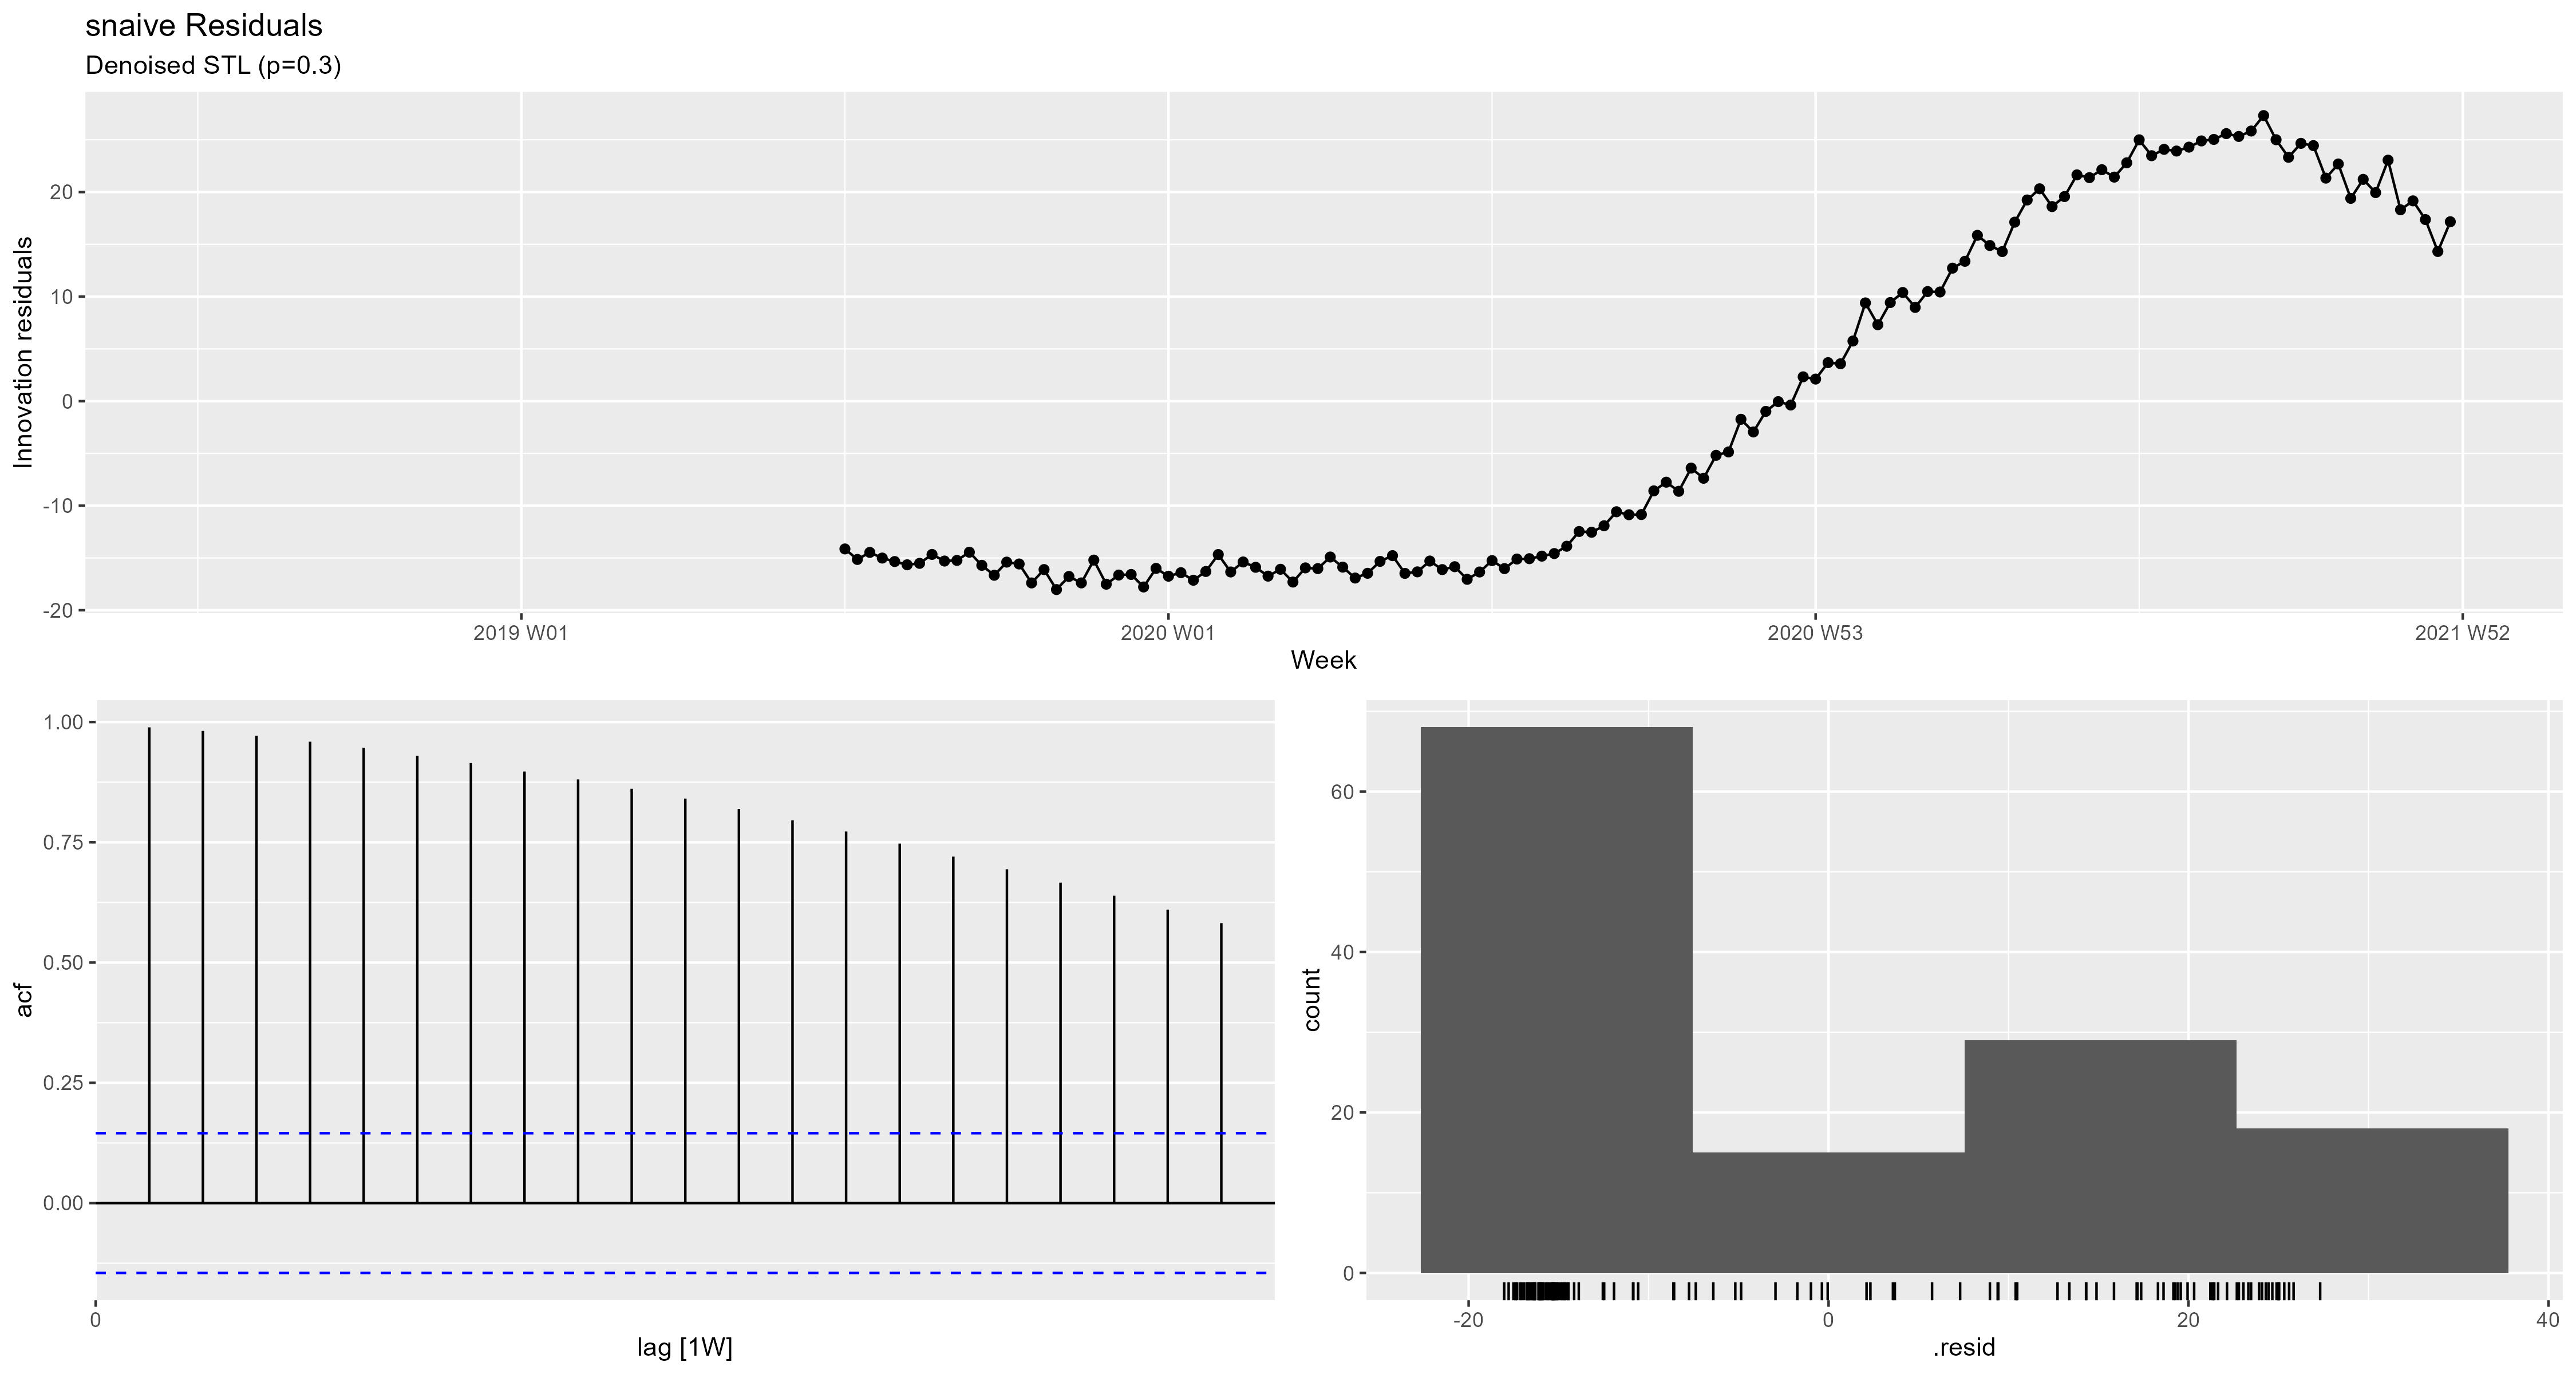 snaive Residuals
Denoised STL (p=0.3)
Innovation residuals
20
10
0
-10
-20
2019 W01
2020 W01
2020 W53
2021 W52
Week
acf
1.00
0.75
0.50
0.25
0.00
0
lag [1W]
count
60
40
20
0
-20
0
20
40
.resid